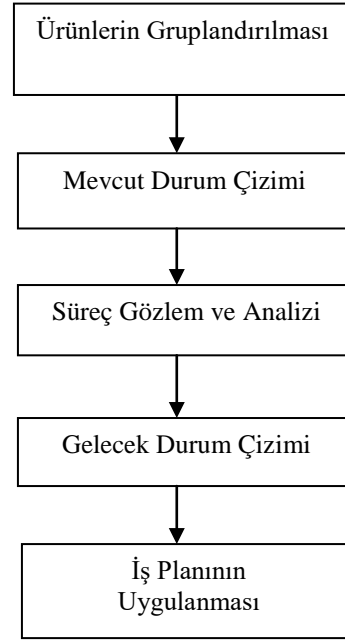 Ürünlerin Gruplandırılması
Mevcut Durum Çizimi
Süreç Gözlem ve Analizi
Gelecek Durum Çizimi
İş Planının
Uygulanması